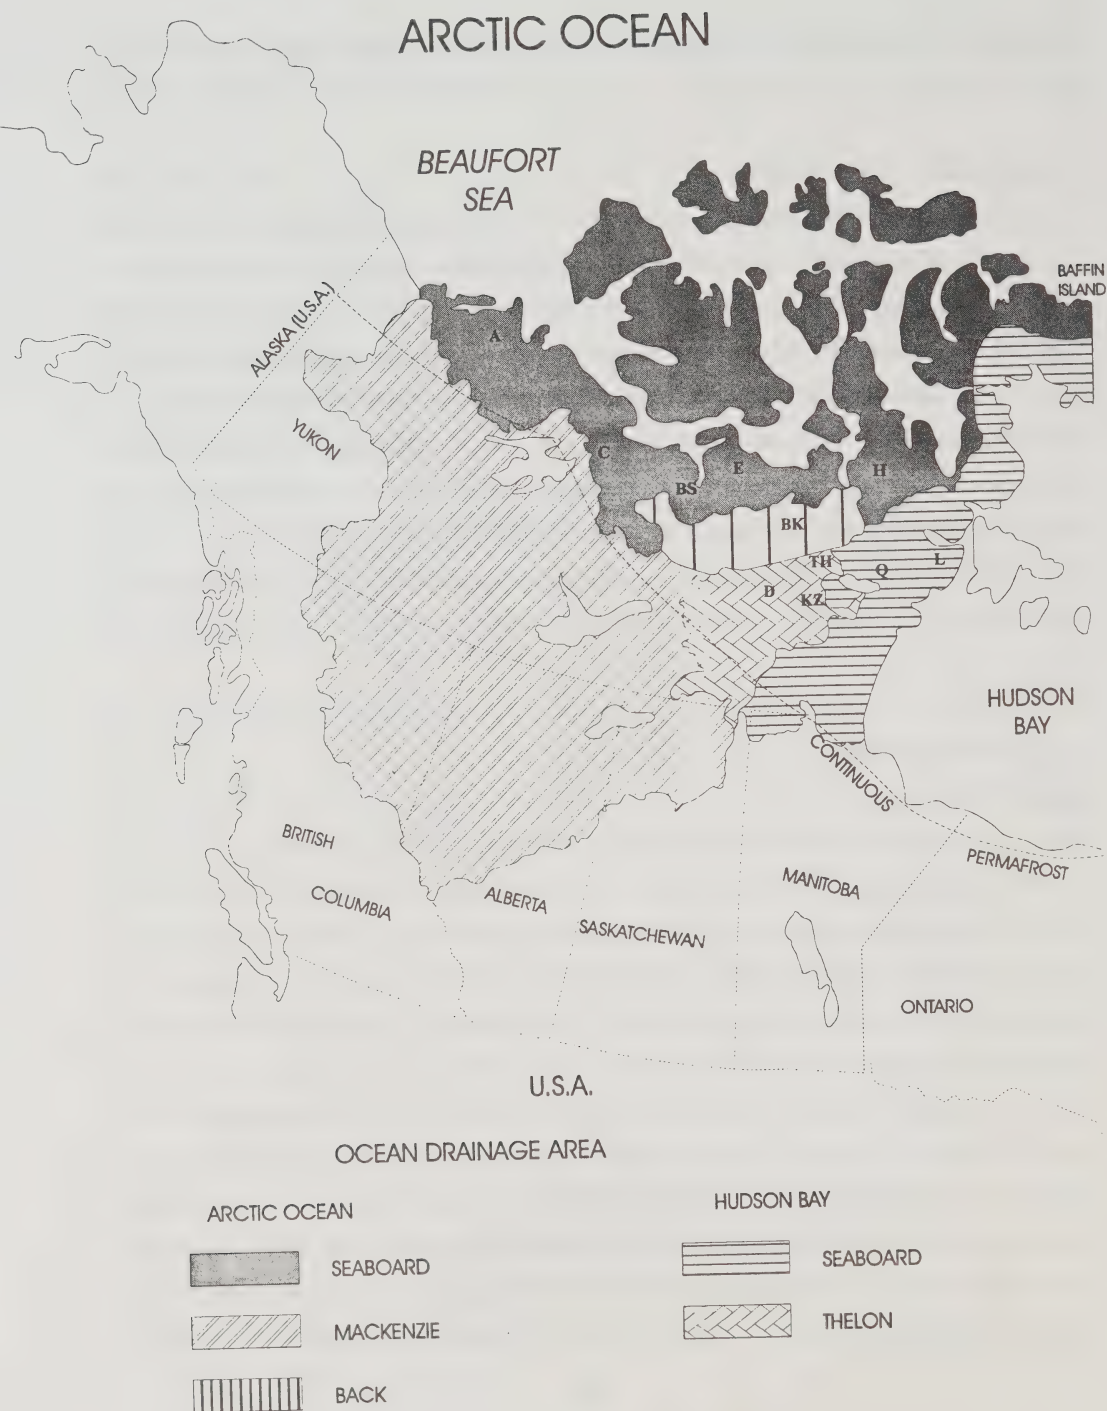 ARCTIC OCEAN
BEAUFORT
SEA
BAFFIN
ISLAND
ALASKA (U.S.A.)
A
YUKON
C
BS
E
H
BK
TH
Q
L
D
KZ
HUDSON
BAY
CONTINUOUS
PERMAFROST
BRITISH
COLUMBIA
ALBERTA
SASKATCHEWAN
MANITOBA
ONTARIO
U.S.A.
OCEAN DRAINAGE AREA
ARCTIC OCEAN
SEABOARD
MACKENZIE
BACK
HUDSON BAY
SEABOARD
THELON